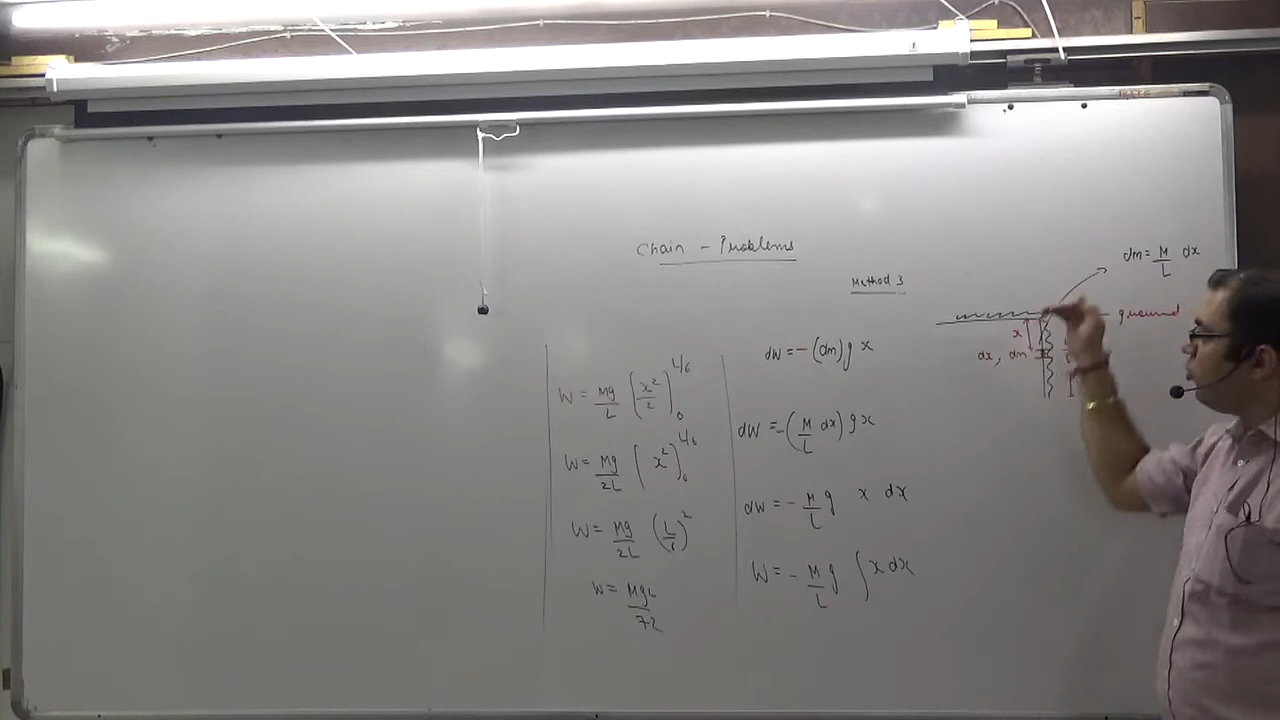 Chain - Problems
Method 3
dm = M/L dx
ground
x
dx, dm
dW = -(dm)g x
dW = -(M/L dx) g x
dW = - M/L g x dx
W = - M/L g ∫ x dx
W = Mg/L (x²/2)₀^L/6
W = Mg/2L (x²)₀^L/6
W = Mg/2L (L/6)²
W = MgL/72